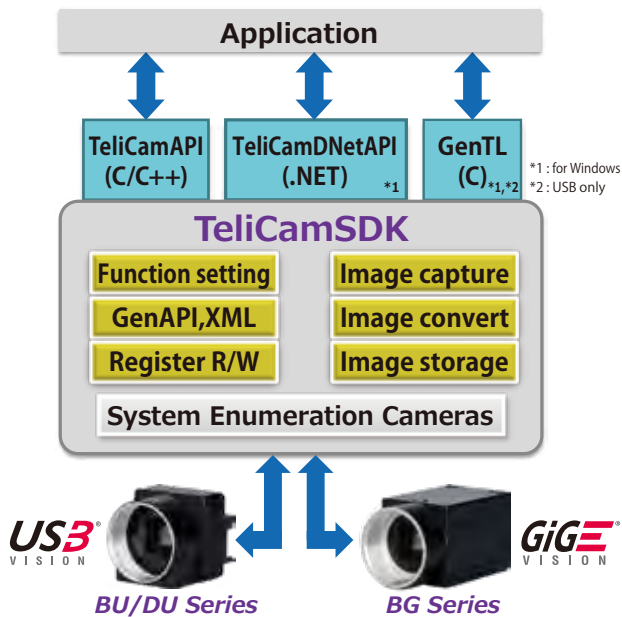 Application
TeliCamAPI
(C/C++)
TeliCamDNetAPI
(.NET) *1
GenTL
(C)*1,*2
*1 : for Windows
*2 : USB only
TeliCamSDK
Function setting
Image capture
GenAPI,XML
Image convert
Register R/W
Image storage
System Enumeration Cameras
USB®
VISION
GiGE®
VISION
BU/DU Series
BG Series